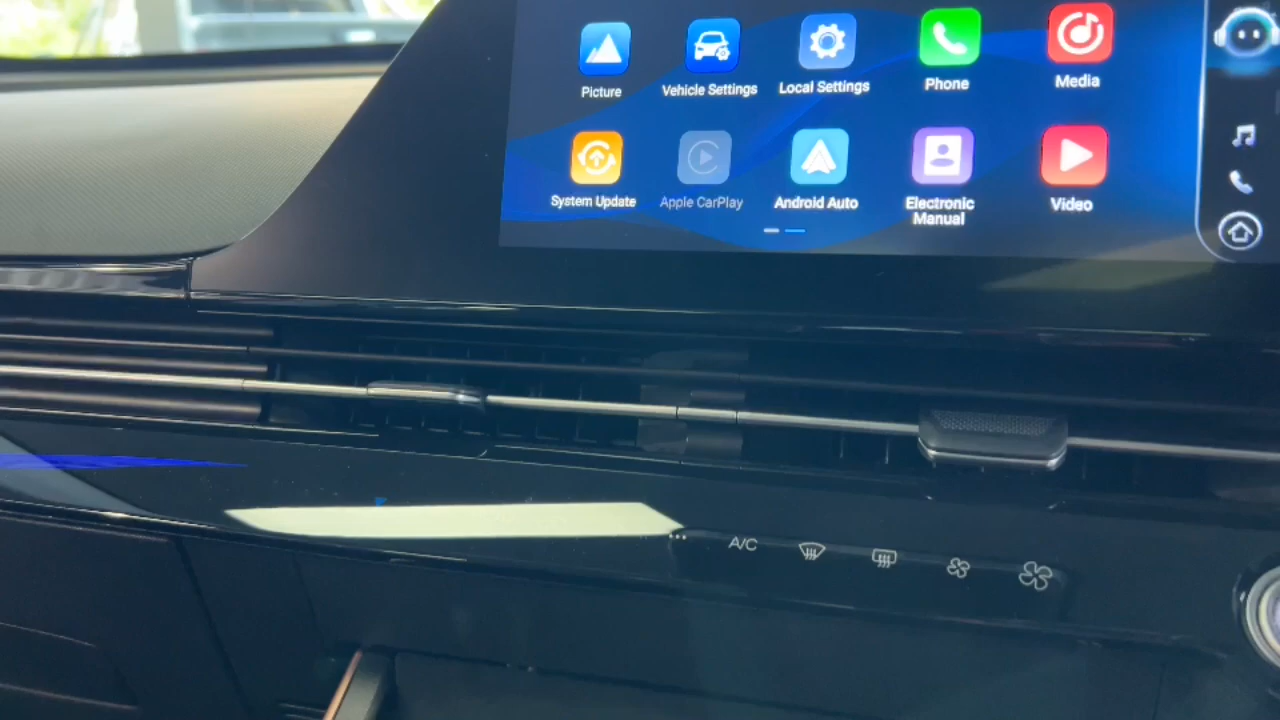 Picture
Vehicle Settings
Local Settings
Phone
Media
System Update
Apple CarPlay
Android Auto
Electronic
Manual
Video
A/C